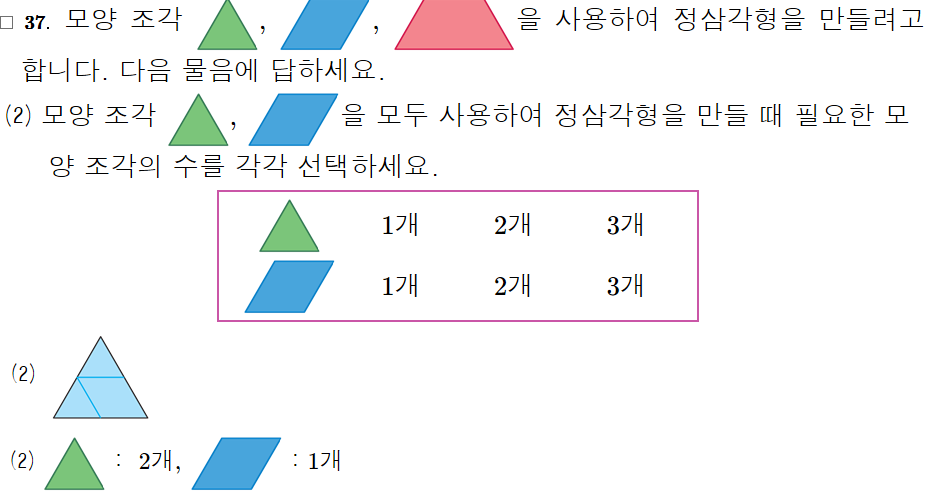 □ 37. 모양 조각 , , 을 사용하여 정삼각형을 만들려고
합니다. 다음 물음에 답하세요.
(2) 모양 조각 , 을 모두 사용하여 정삼각형을 만들 때 필요한 모
양 조각의 수를 각각 선택하세요.
1개 2개 3개
1개 2개 3개
(2)
(2) : 2개, : 1개